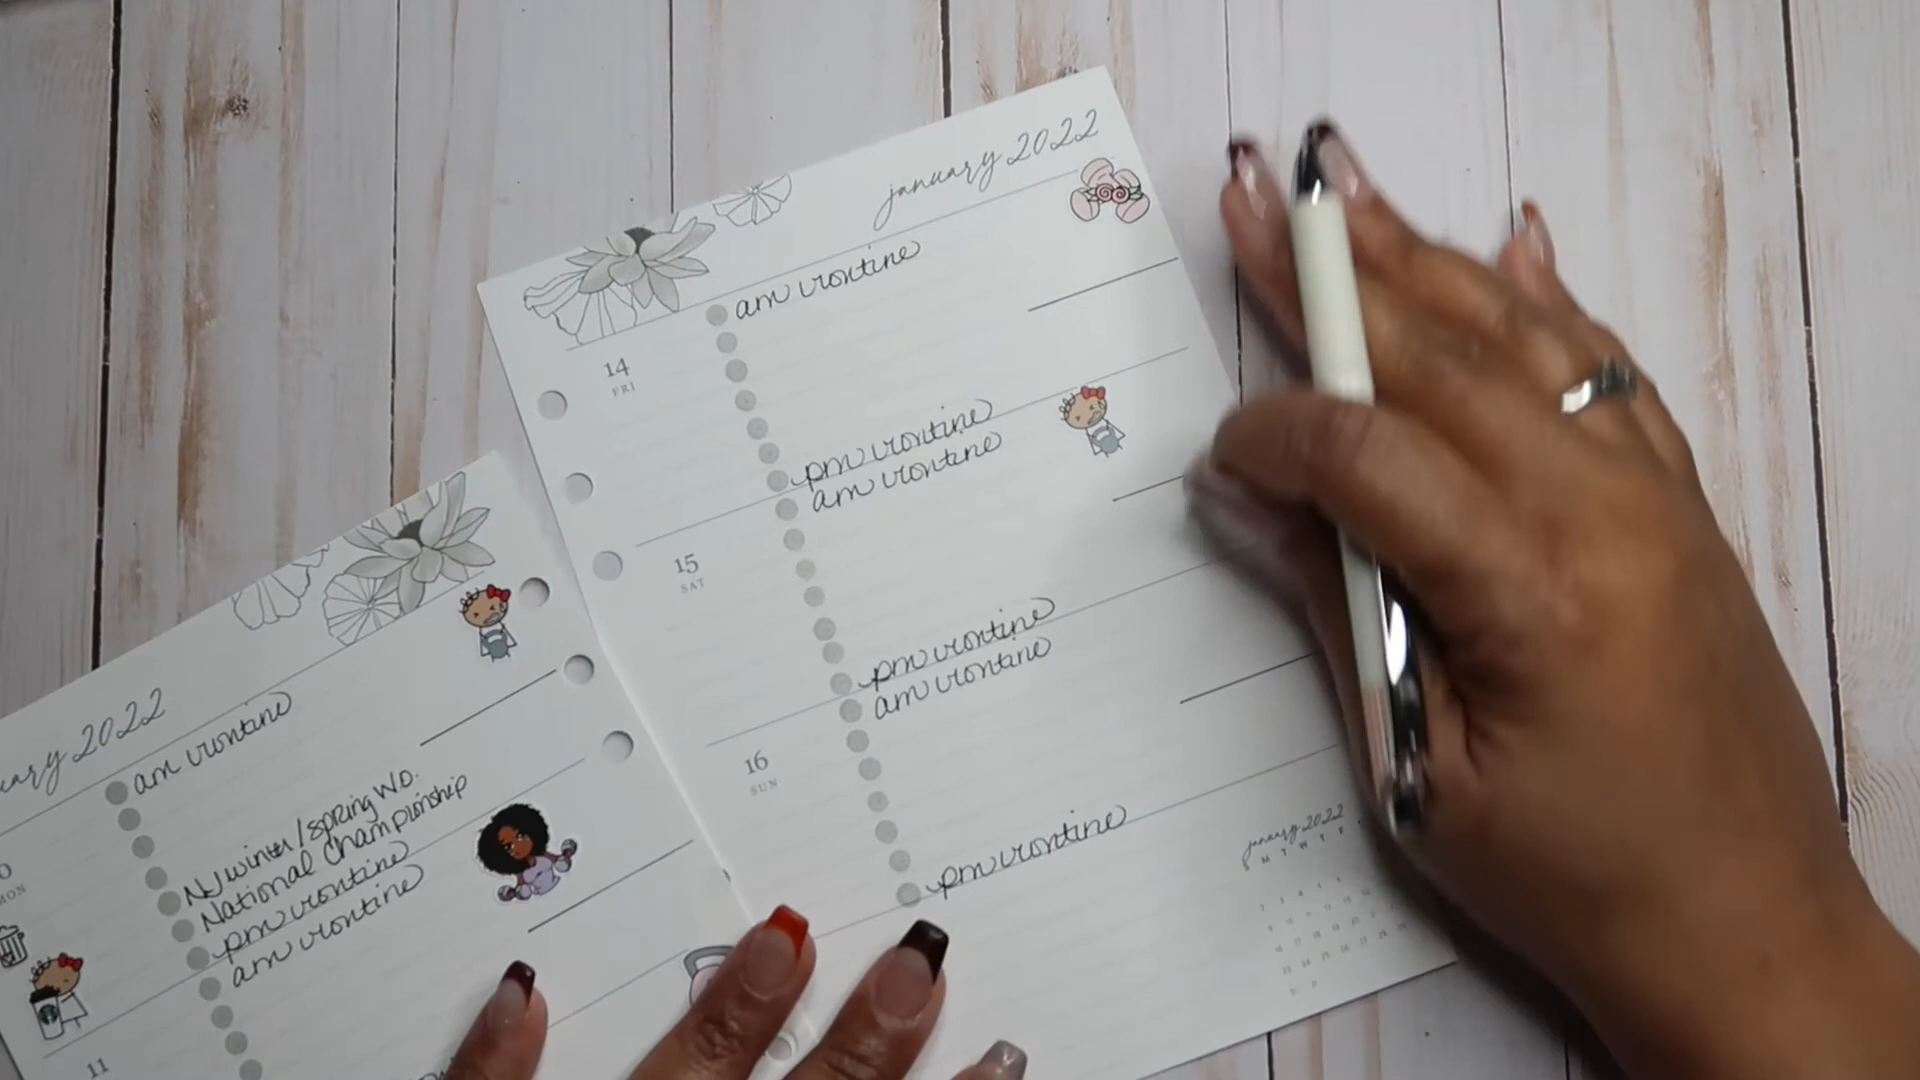 january 2022
am routine
14
FRI
pm routine
am routine
15
SAT
pm routine
am routine
16
SUN
pm routine
january 2022
M T W T F
uary 2022
am routine
NJ winter/spring W.O.
National Championship
0
MON
pm routine
am routine
11